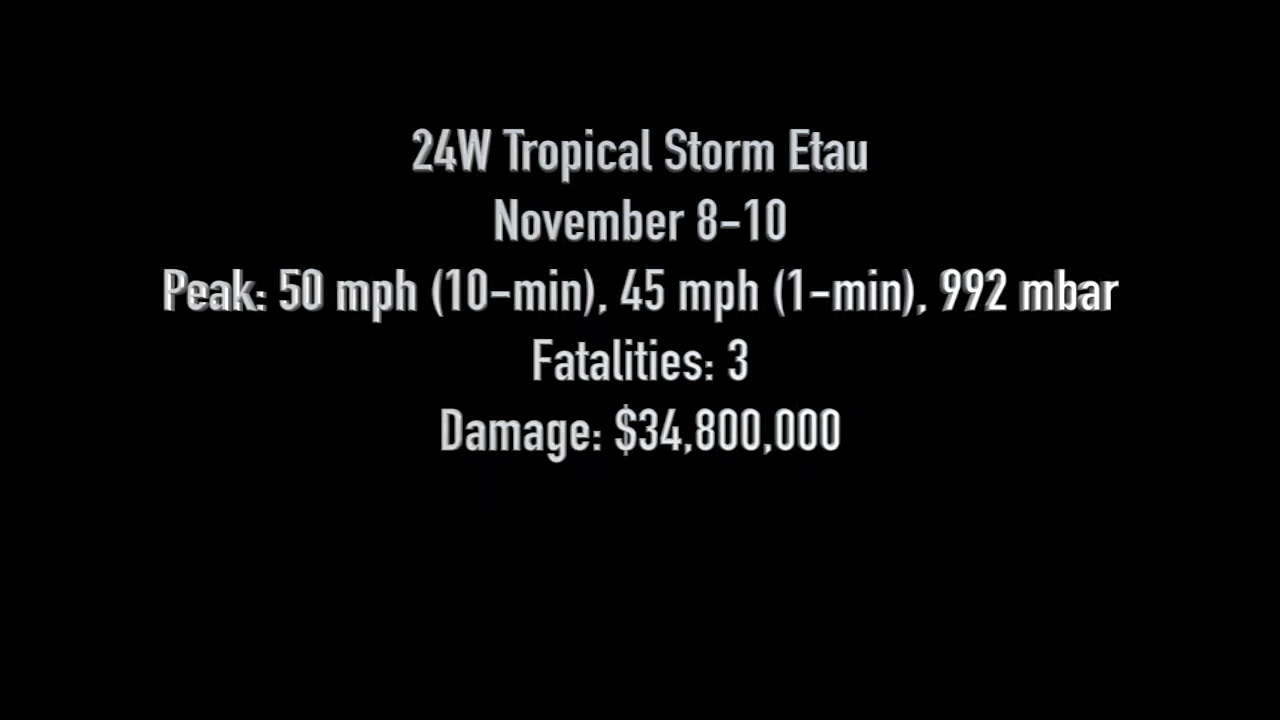 24W Tropical Storm Etau
November 8-10
Peak: 50 mph (10-min), 45 mph (1-min), 992 mbar
Fatalities: 3
Damage: $34,800,000